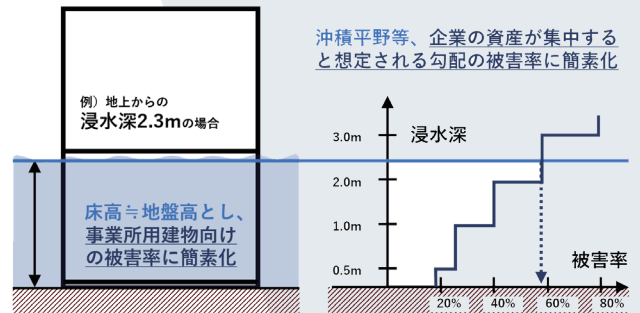 沖積平野等、企業の資産が集中する
と想定される勾配の被害率に簡素化
例）地上からの
浸水深2.3mの場合
床高≒地盤高とし、
事業所用建物向け
の被害率に簡素化
浸水深
3.0m
2.0m
1.0m
0.5m
被害率
20% 40% 60% 80%